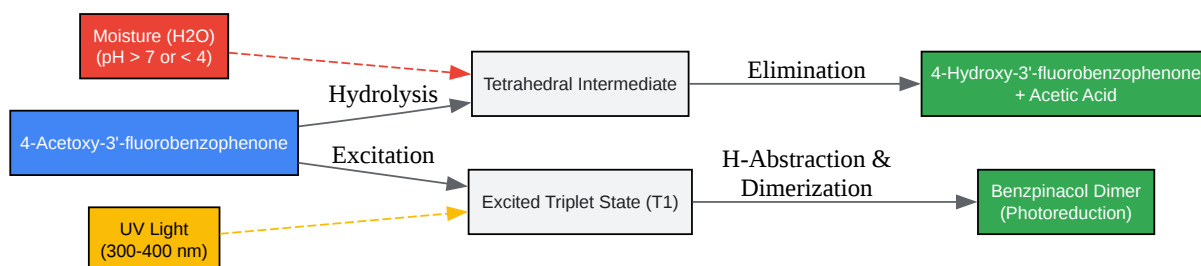 Moisture (H2O)
(pH > 7 or < 4)
4-Acetoxy-3'-fluorobenzophenone
UV Light
(300-400 nm)
Hydrolysis
Excitation
Tetrahedral Intermediate
Excited Triplet State (T1)
Elimination
H-Abstraction &
Dimerization
4-Hydroxy-3'-fluorobenzophenone
+ Acetic Acid
Benzpinacol Dimer
(Photoreduction)